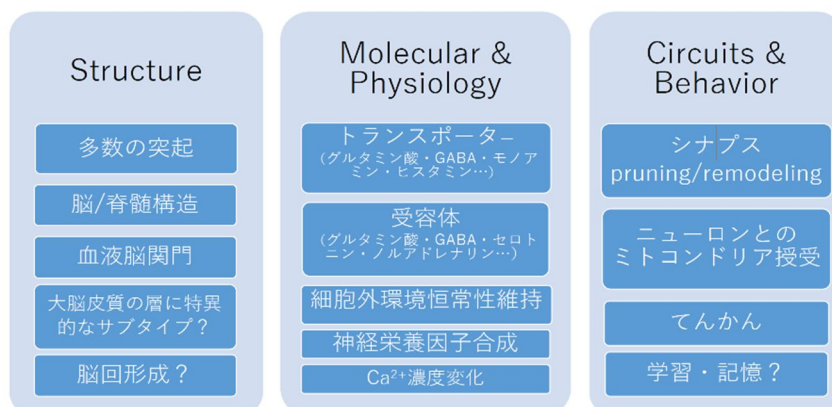 Structure
多数の突起
脳/脊髄構造
血液脳関門
大脳皮質の層に特異
的なサブタイプ？
脳回形成？
Molecular &
Physiology
トランスポーター
（グルタミン酸・GABA・モノア
ミン・ヒスタミン…）
受容体
（グルタミン酸・GABA・セロト
ニン・ノルアドレナリン…）
細胞外環境恒常性維持
神経栄養因子合成
Ca²⁺濃度変化
Circuits &
Behavior
シナプス
pruning/remodeling
ニューロンとの
ミトコンドリア授受
てんかん
学習・記憶？